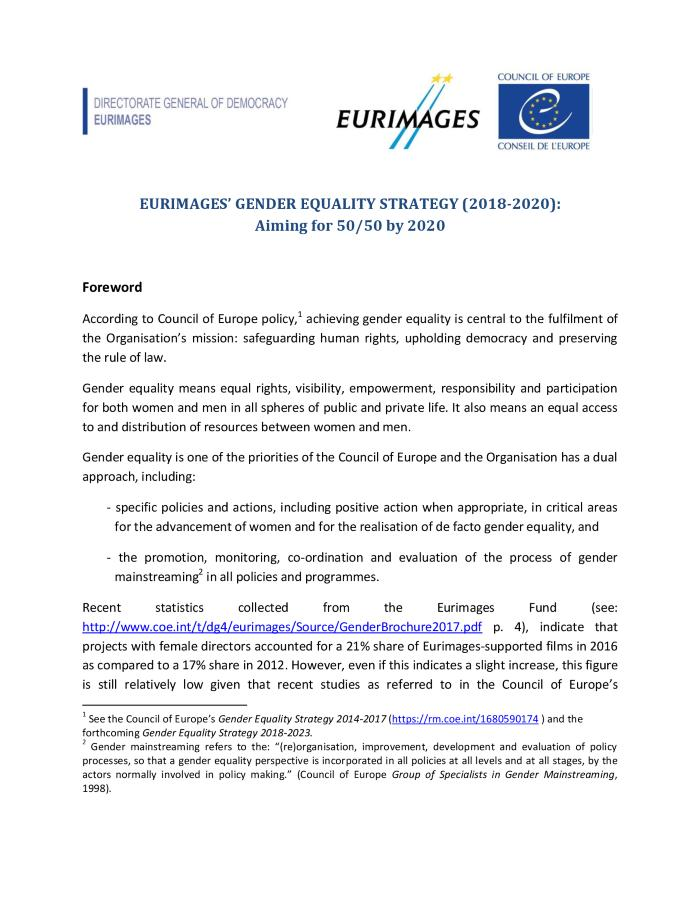 DIRECTORATE GENERAL OF DEMOCRACY
EURIMAGES
EURIMAGES
COUNCIL OF EUROPE
CONSEIL DE L'EUROPE
EURIMAGES’ GENDER EQUALITY STRATEGY (2018-2020):
Aiming for 50/50 by 2020
Foreword
According to Council of Europe policy,1 achieving gender equality is central to the fulfilment of
the Organisation’s mission: safeguarding human rights, upholding democracy and preserving
the rule of law.
Gender equality means equal rights, visibility, empowerment, responsibility and participation
for both women and men in all spheres of public and private life. It also means an equal access
to and distribution of resources between women and men.
Gender equality is one of the priorities of the Council of Europe and the Organisation has a dual
approach, including:
- specific policies and actions, including positive action when appropriate, in critical areas
for the advancement of women and for the realisation of de facto gender equality, and
- the promotion, monitoring, co-ordination and evaluation of the process of gender
mainstreaming2 in all policies and programmes.
Recent statistics collected from the Eurimages Fund (see:
http://www.coe.int/t/dg4/eurimages/Source/GenderBrochure2017.pdf p. 4), indicate that
projects with female directors accounted for a 21% share of Eurimages-supported films in 2016
as compared to a 17% share in 2012. However, even if this indicates a slight increase, this figure
is still relatively low given that recent studies as referred to in the Council of Europe’s
1 See the Council of Europe’s Gender Equality Strategy 2014-2017 (https://rm.coe.int/1680590174 ) and the
forthcoming Gender Equality Strategy 2018-2023.
2 Gender mainstreaming refers to the: “(re)organisation, improvement, development and evaluation of policy
processes, so that a gender equality perspective is incorporated in all policies at all levels and at all stages, by the
actors normally involved in policy making.” (Council of Europe Group of Specialists in Gender Mainstreaming,
1998).